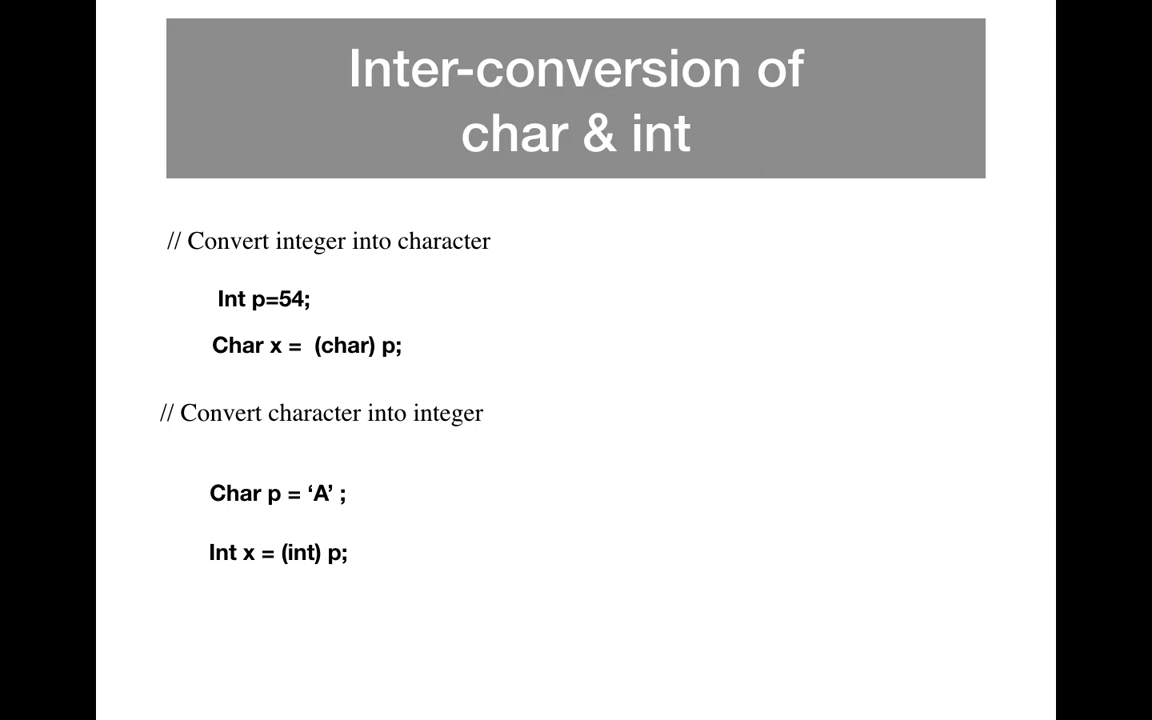 Inter-conversion of
char & int
// Convert integer into character
Int p=54;
Char x =  (char) p;
// Convert character into integer
Char p = ‘A’ ;
Int x = (int) p;